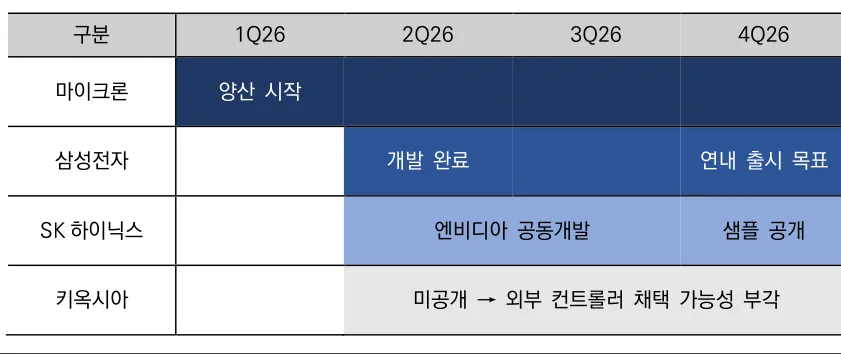 구분 1Q26 2Q26 3Q26 4Q26
마이크론 양산 시작
삼성전자 개발 완료 연내 출시 목표
SK하이닉스 엔비디아 공동개발 샘플 공개
키옥시아 미공개 → 외부 컨트롤러 채택 가능성 부각